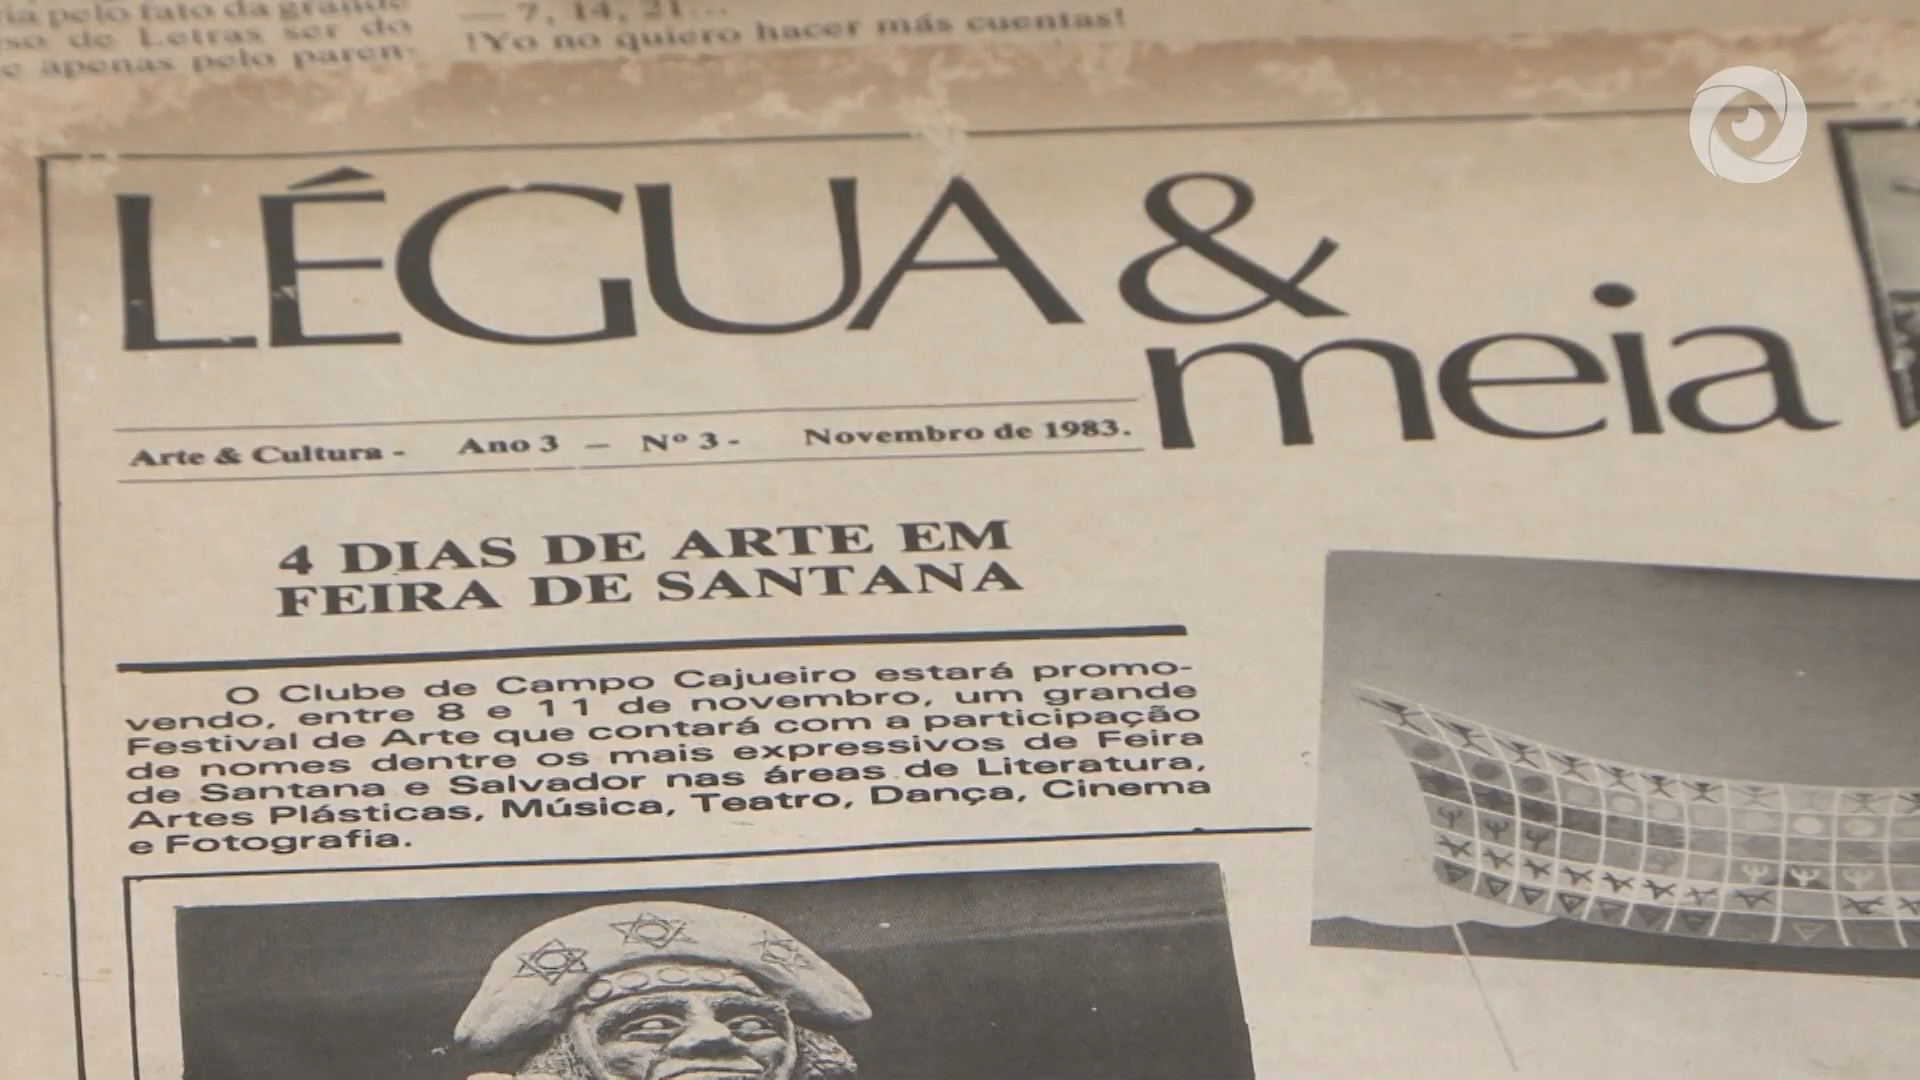 pelo fato da grande
de Letras ser do
e apenas pelo paren-
— 7, 14, 21...
!Yo no quiero hacer más cuentas!
LÉGUA &
meia
Arte & Cultura - Ano 3 — Nº 3 - Novembro de 1983.
4 DIAS DE ARTE EM
FEIRA DE SANTANA
O Clube de Campo Cajueiro estará promo-
vendo, entre 8 e 11 de novembro, um grande
Festival de Arte que contará com a participação
de nomes dentre os mais expressivos de Feira
de Santana e Salvador nas áreas de Literatura,
Artes Plásticas, Música, Teatro, Dança, Cinema
e Fotografia.